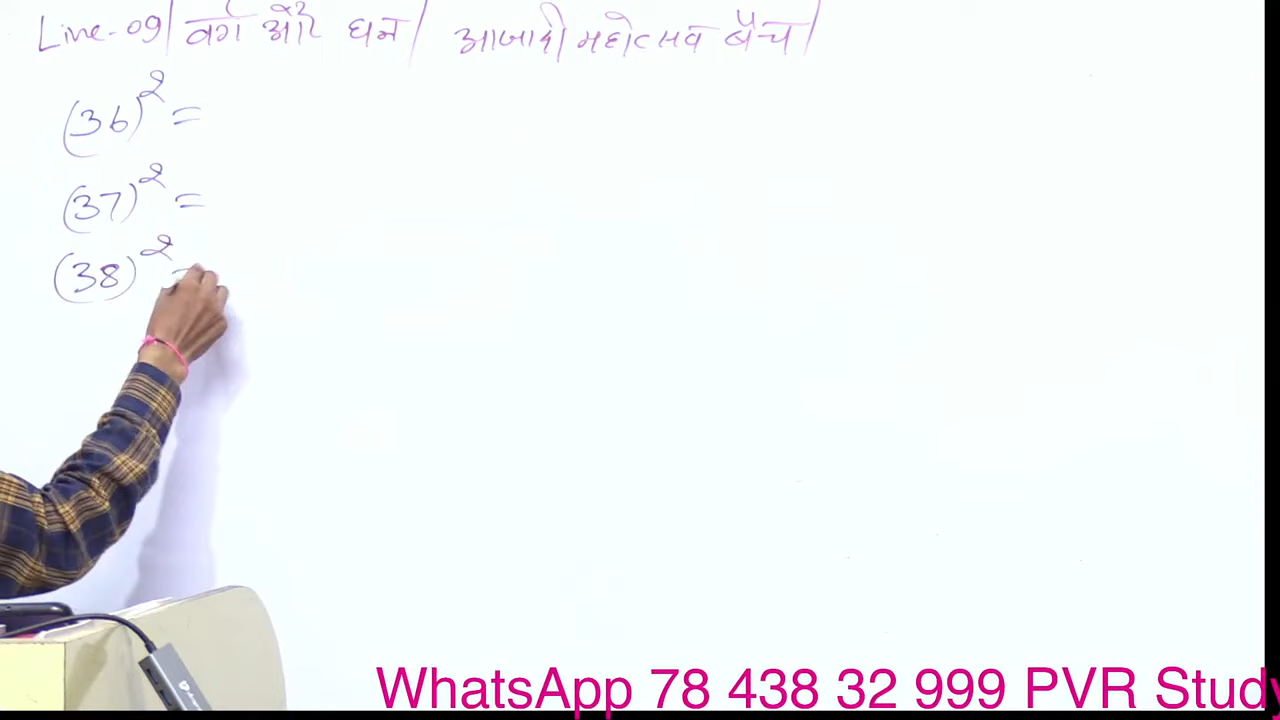 Live-09| वर्ग और घन| आजादी महोत्सव बैच|
(36)² =
(37)² =
(38)² =
WhatsApp 78 438 32 999 PVR Study